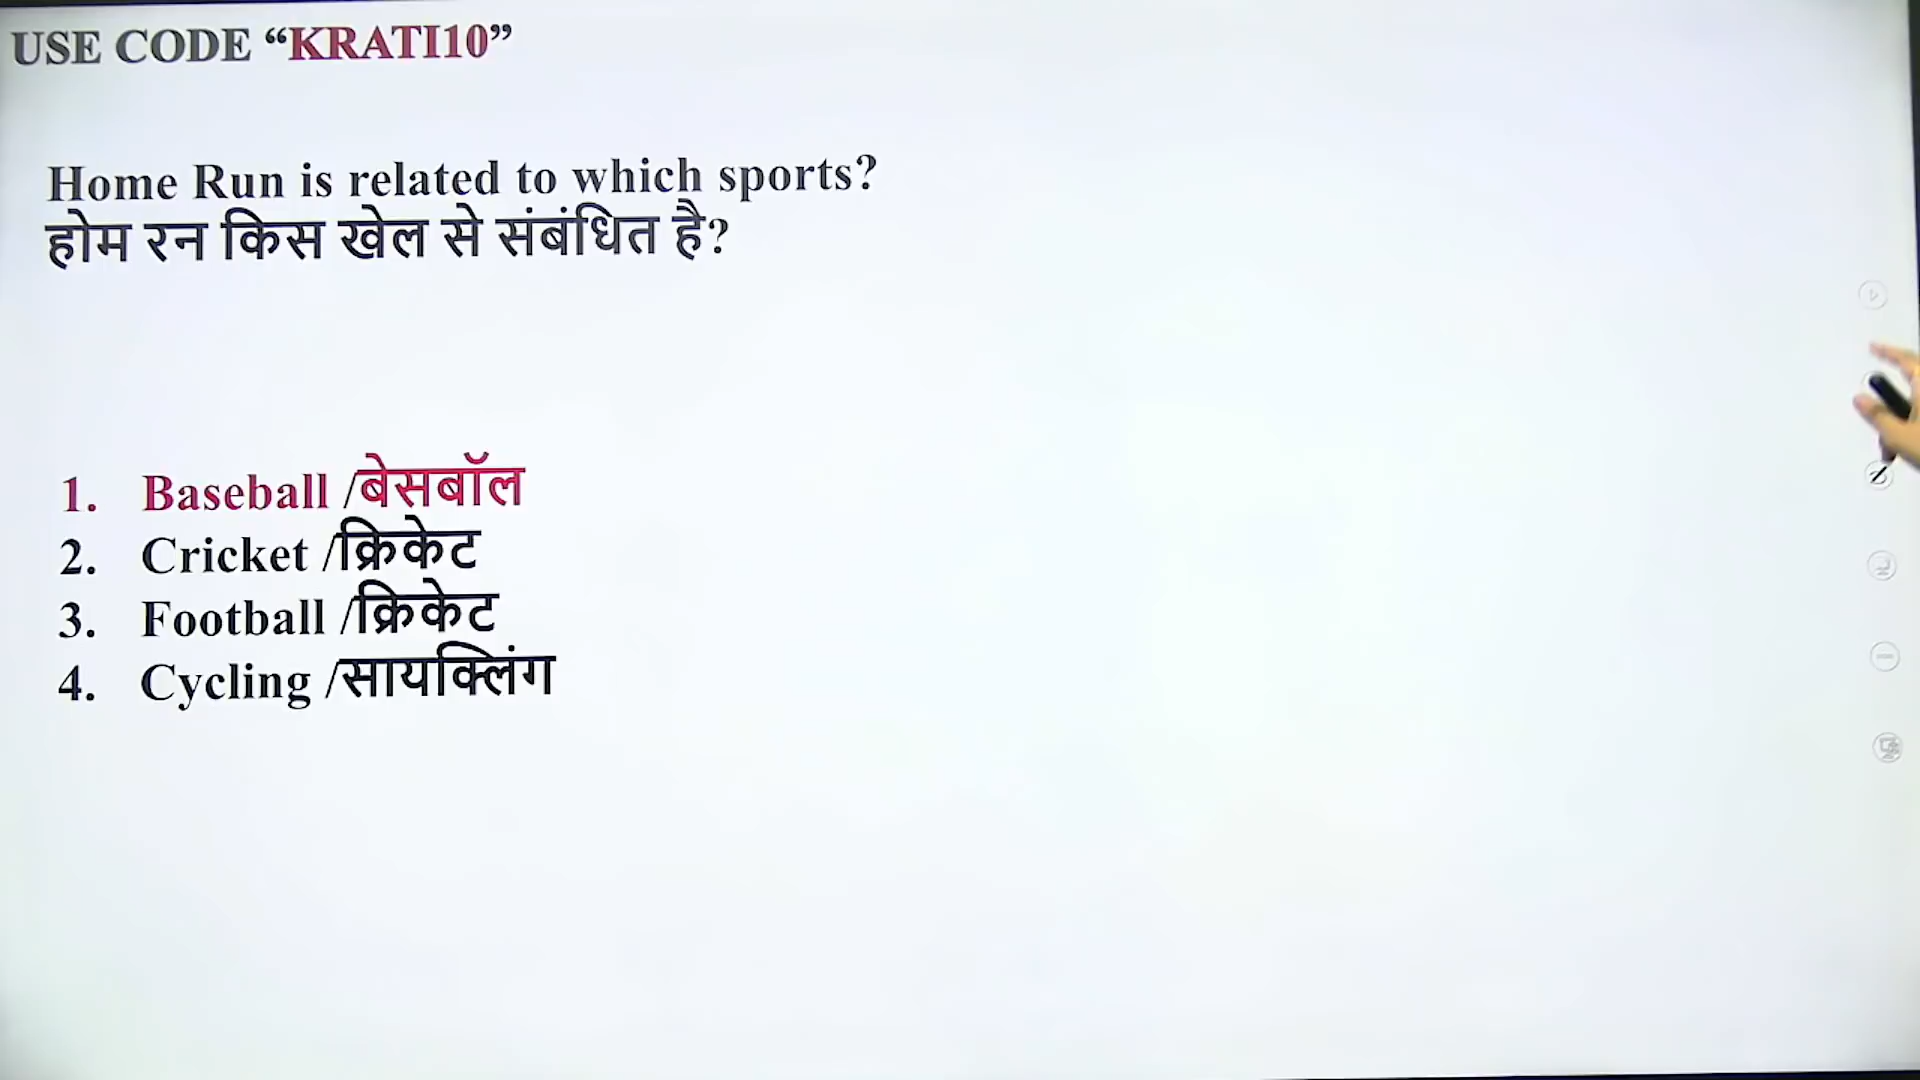 USE CODE “KRATI10”
Home Run is related to which sports?
होम रन किस खेल से संबंधित है?
1. Baseball /बेसबॉल
2. Cricket /क्रिकेट
3. Football /क्रिकेट
4. Cycling /सायक्लिंग